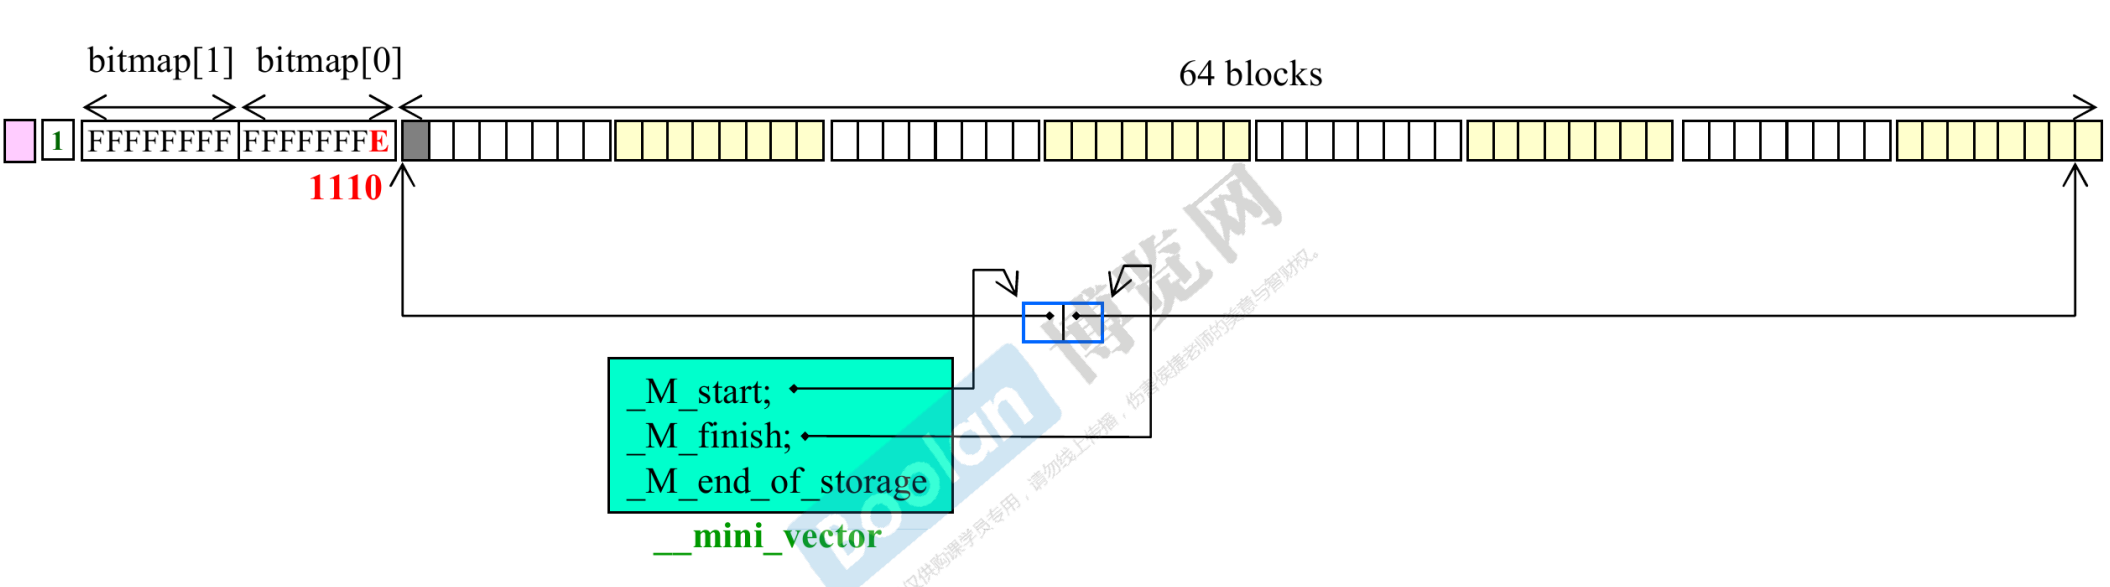 bitmap[1] bitmap[0]
64 blocks
1 FFFFFFFF FFFFFFFE
1110
_M_start;
_M_finish;
_M_end_of_storage
__mini_vector
Boolan
博览网
仅供购课学员专用，请勿线上传播，伤害侯捷老师的美意与智财权。